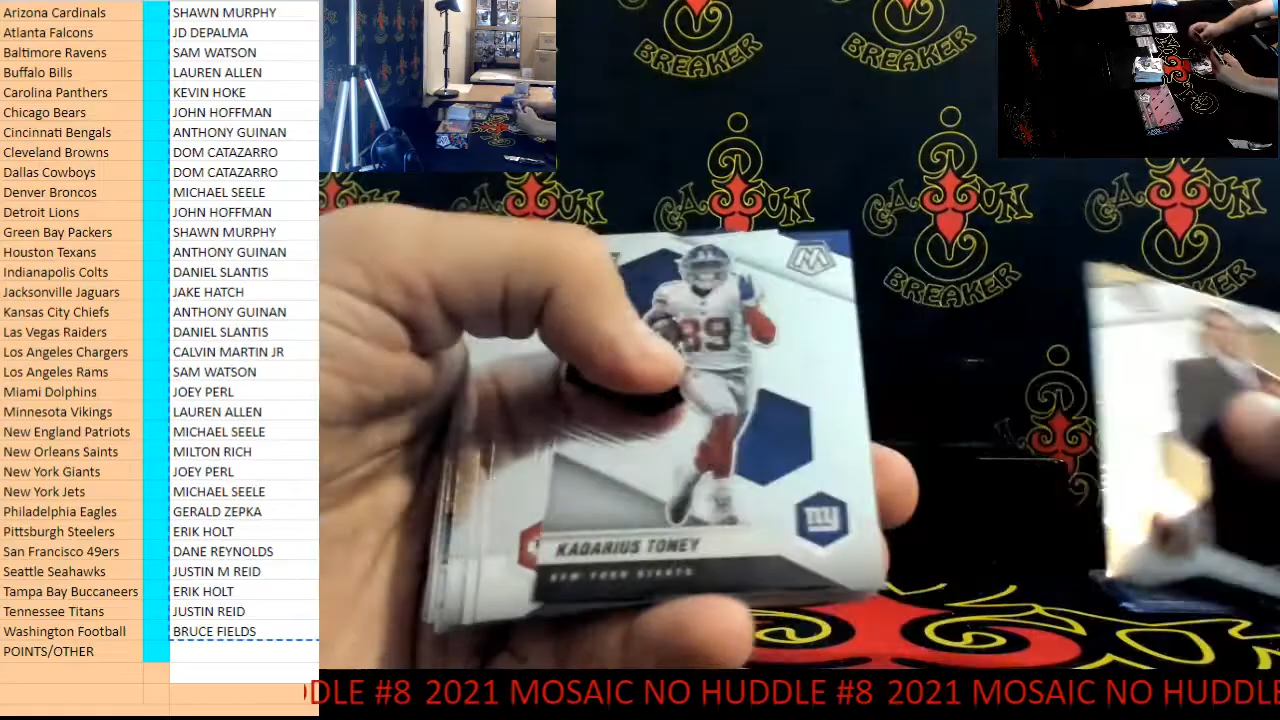 Arizona Cardinals SHAWN MURPHY
Atlanta Falcons JD DEPALMA
Baltimore Ravens SAM WATSON
Buffalo Bills LAUREN ALLEN
Carolina Panthers KEVIN HOKE
Chicago Bears JOHN HOFFMAN
Cincinnati Bengals ANTHONY GUINAN
Cleveland Browns DOM CATAZARRO
Dallas Cowboys DOM CATAZARRO
Denver Broncos MICHAEL SEELE
Detroit Lions JOHN HOFFMAN
Green Bay Packers SHAWN MURPHY
Houston Texans ANTHONY GUINAN
Indianapolis Colts DANIEL SLANTIS
Jacksonville Jaguars JAKE HATCH
Kansas City Chiefs ANTHONY GUINAN
Las Vegas Raiders DANIEL SLANTIS
Los Angeles Chargers CALVIN MARTIN JR
Los Angeles Rams SAM WATSON
Miami Dolphins JOEY PERL
Minnesota Vikings LAUREN ALLEN
New England Patriots MICHAEL SEELE
New Orleans Saints MILTON RICH
New York Giants JOEY PERL
New York Jets MICHAEL SEELE
Philadelphia Eagles GERALD ZEPKA
Pittsburgh Steelers ERIK HOLT
San Francisco 49ers DANE REYNOLDS
Seattle Seahawks JUSTIN M REID
Tampa Bay Buccaneers ERIK HOLT
Tennessee Titans JUSTIN REID
Washington Football BRUCE FIELDS
POINTS/OTHER
BREAKER
BREAKER
BREAKER
BREAKER
M
89
NY
KADARIUS TONEY
NEW YORK GIANTS
DDLE #8 2021 MOSAIC NO HUDDLE #8 2021 MOSAIC NO HUDDLE